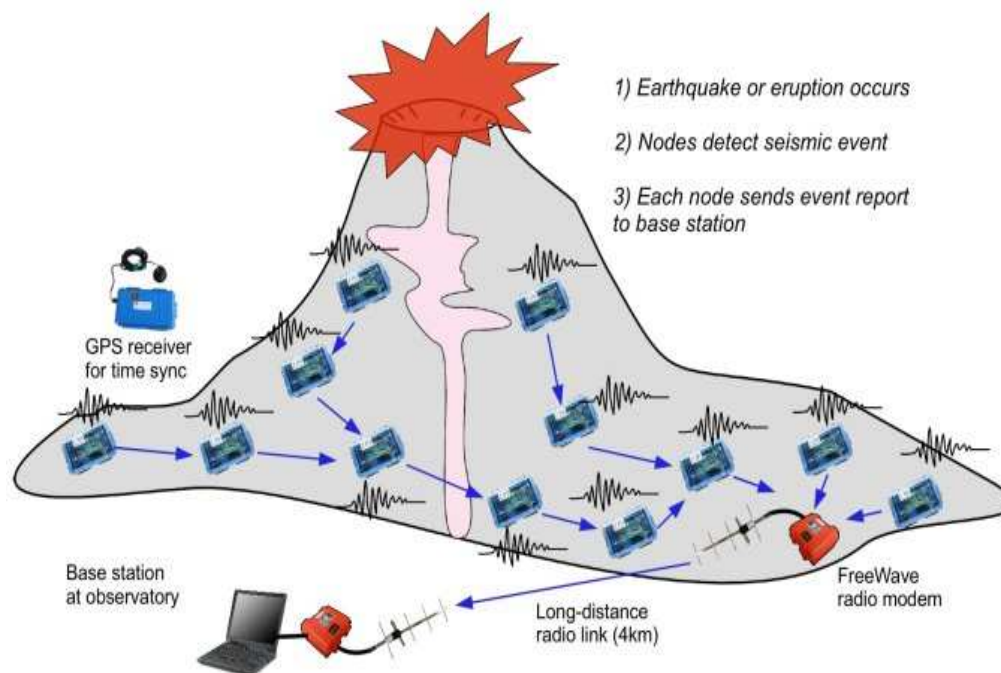 1) Earthquake or eruption occurs
2) Nodes detect seismic event
3) Each node sends event report
to base station
GPS receiver
for time sync
Base station
at observatory
Long-distance
radio link (4km)
FreeWave
radio modem